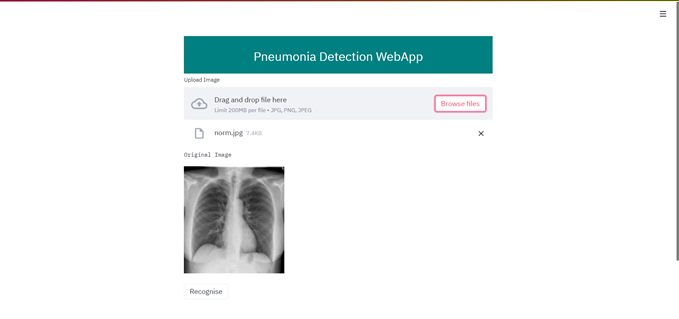 Pneumonia Detection WebApp
Upload Image
Drag and drop file here
Limit 200MB per file • JPG, PNG, JPEG
Browse files
norm.jpg 7.8KB
Original Image
Recognise